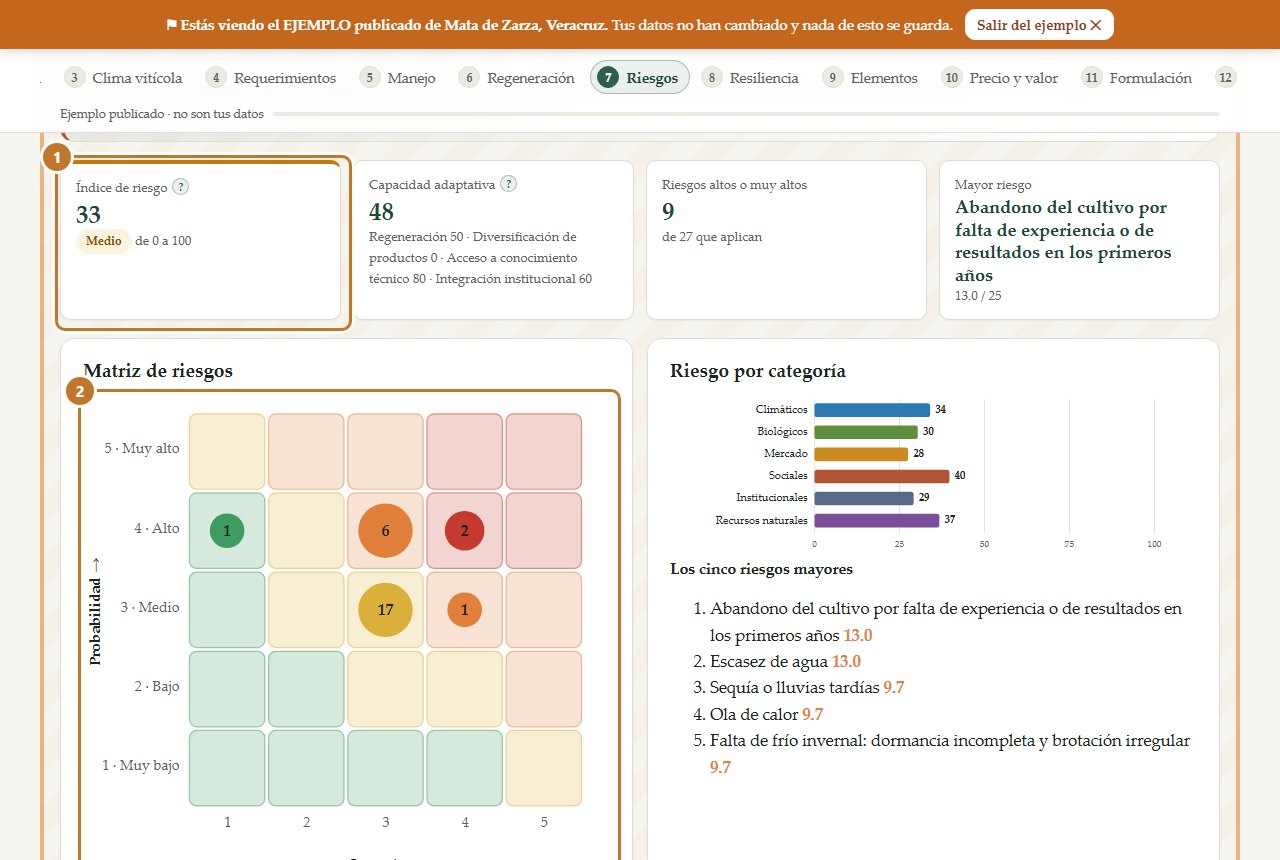 ⚑ Estás viendo el EJEMPLO publicado de Mata de Zarza, Veracruz. Tus datos no han cambiado y nada de esto se guarda.
Salir del ejemplo ✕
3 Clima vitícola
4 Requerimientos
5 Manejo
6 Regeneración
7 Riesgos
8 Resiliencia
9 Elementos
10 Precio y valor
11 Formulación
12
Ejemplo publicado · no son tus datos
1
Índice de riesgo ?
33
Medio de 0 a 100
Capacidad adaptativa ?
48
Regeneración 50 · Diversificación de
productos 0 · Acceso a conocimiento
técnico 80 · Integración institucional 60
Riesgos altos o muy altos
9
de 27 que aplican
Mayor riesgo
Abandono del cultivo por
falta de experiencia o de
resultados en los primeros
años
13.0 / 25
Matriz de riesgos
2
5 · Muy alto
4 · Alto
1
6
2
3 · Medio
17
1
2 · Bajo
1 · Muy bajo
Probabilidad →
1
2
3
4
5
Riesgo por categoría
Climáticos 34
Biológicos 30
Mercado 28
Sociales 40
Institucionales 29
Recursos naturales 37
0
25
50
75
100
Los cinco riesgos mayores
1. Abandono del cultivo por falta de experiencia o de resultados en
los primeros años 13.0
2. Escasez de agua 13.0
3. Sequía o lluvias tardías 9.7
4. Ola de calor 9.7
5. Falta de frío invernal: dormancia incompleta y brotación irregular
9.7